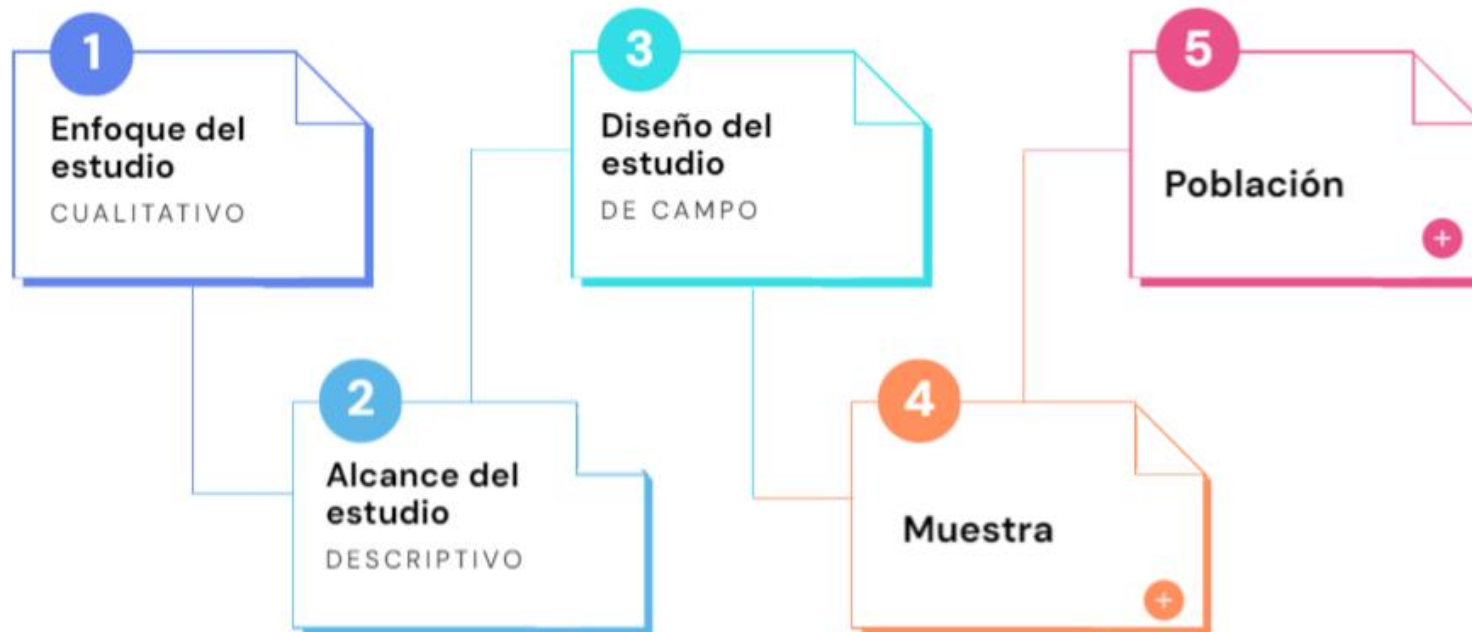 1
Enfoque del
estudio
CUALITATIVO
2
Alcance del
estudio
DESCRIPTIVO
3
Diseño del
estudio
DE CAMPO
4
Muestra
+
5
Población
+